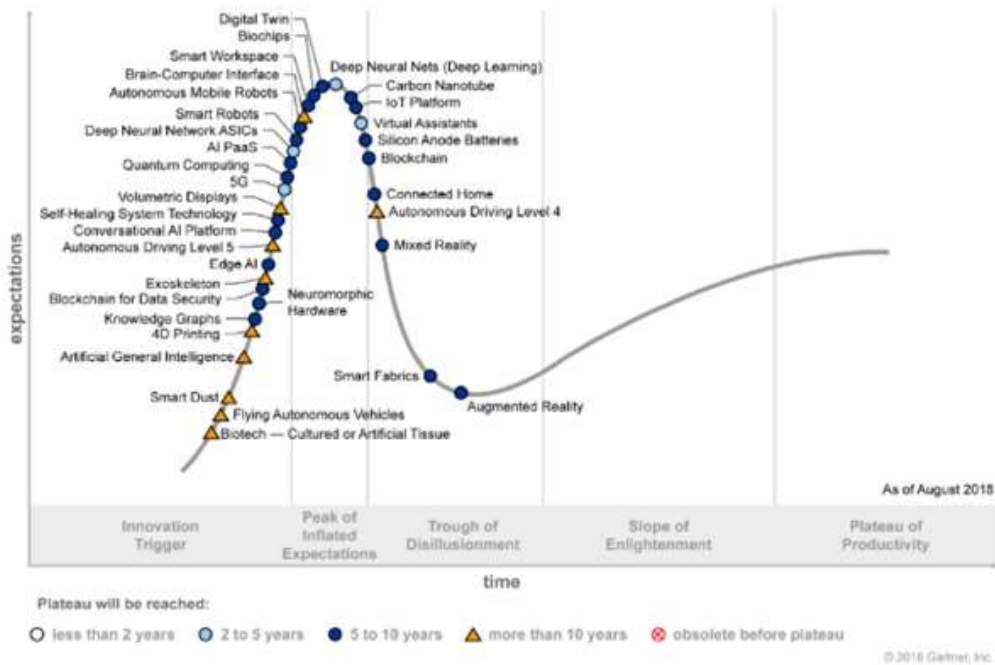 Digital Twin
Biochips
Smart Workspace
Brain-Computer Interface
Autonomous Mobile Robots
Smart Robots
Deep Neural Network ASICs
AI PaaS
Quantum Computing
5G
Volumetric Displays
Self-Healing System Technology
Conversational AI Platform
Autonomous Driving Level 5
Edge AI
Exoskeleton
Blockchain for Data Security
Neuromorphic
Hardware
Knowledge Graphs
4D Printing
Artificial General Intelligence
Smart Dust
Flying Autonomous Vehicles
Biotech — Cultured or Artificial Tissue
Deep Neural Nets (Deep Learning)
Carbon Nanotube
IoT Platform
Virtual Assistants
Silicon Anode Batteries
Blockchain
Connected Home
Autonomous Driving Level 4
Mixed Reality
Smart Fabrics
Augmented Reality
expectations
As of August 2018
Innovation
Trigger
Peak of
Inflated
Expectations
Trough of
Disillusionment
Slope of
Enlightenment
Plateau of
Productivity
time
Plateau will be reached:
less than 2 years
2 to 5 years
5 to 10 years
more than 10 years
obsolete before plateau
© 2018 Gartner, Inc.